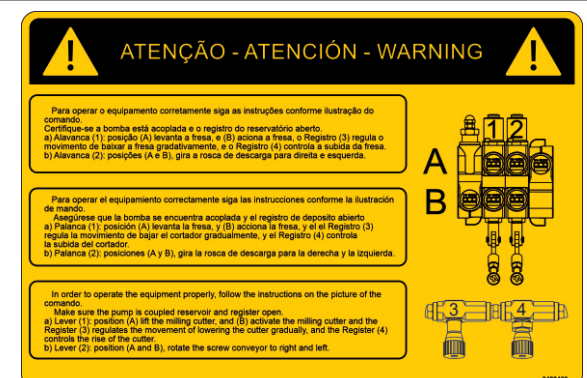 ATENÇÃO - ATENCIÓN - WARNING
Para operar o equipamento corretamente siga as instruções conforme ilustração do
comando.
Certifique-se a bomba está acoplada e o registro do reservatório aberto.
a) Alavanca (1): posição (A) levanta a fresa, e (B) aciona a fresa, o Registro (3) regula o
movimento de baixar a fresa gradativamente, e o Registro (4) controla a subida da fresa.
b) Alavanca (2): posições (A e B), gira a rosca de descarga para direita e esquerda.
Para operar el equipamiento correctamente siga las instrucciones conforme la ilustración
de mando.
Asegúrese que la bomba se encuentra acoplada y el registro de deposito abierto
a) Palanca (1): posición (A) levanta la fresa, y (B) acciona la fresa, y el el Registro (3)
regula la movimiento de bajar el cortador gradualmente, y el Registro (4) controla
la subida del cortador.
b) Palanca (2): posiciones (A y B), gira la rosca de descarga para la derecha y la izquierda.
In order to operate the equipment properly, follow the instructions on the picture of the
comando.
Make sure the pump is coupled reservoir and register open.
a) Lever (1): position (A) lift the milling cutter, and (B) activate the milling cutter and the
Register (3) regulates the movement of lowering the cutter gradually, and the Register (4)
controls the rise of the cutter.
b) Lever (2): position (A and B), rotate the screw conveyor to right and left.
1 2
A
B
3 4